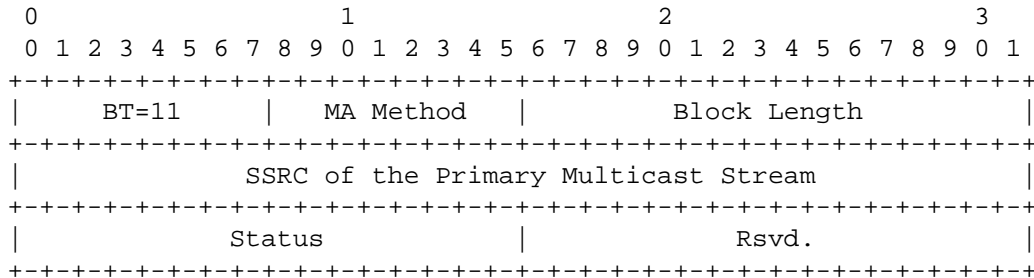 0                   1                   2                   3
 0 1 2 3 4 5 6 7 8 9 0 1 2 3 4 5 6 7 8 9 0 1 2 3 4 5 6 7 8 9 0 1
+-+-+-+-+-+-+-+-+-+-+-+-+-+-+-+-+-+-+-+-+-+-+-+-+-+-+-+-+-+-+-+-+
|     BT=11     |   MA Method   |         Block Length          |
+-+-+-+-+-+-+-+-+-+-+-+-+-+-+-+-+-+-+-+-+-+-+-+-+-+-+-+-+-+-+-+-+
|              SSRC of the Primary Multicast Stream             |
+-+-+-+-+-+-+-+-+-+-+-+-+-+-+-+-+-+-+-+-+-+-+-+-+-+-+-+-+-+-+-+-+
|             Status            |             Rsvd.             |
+-+-+-+-+-+-+-+-+-+-+-+-+-+-+-+-+-+-+-+-+-+-+-+-+-+-+-+-+-+-+-+-+